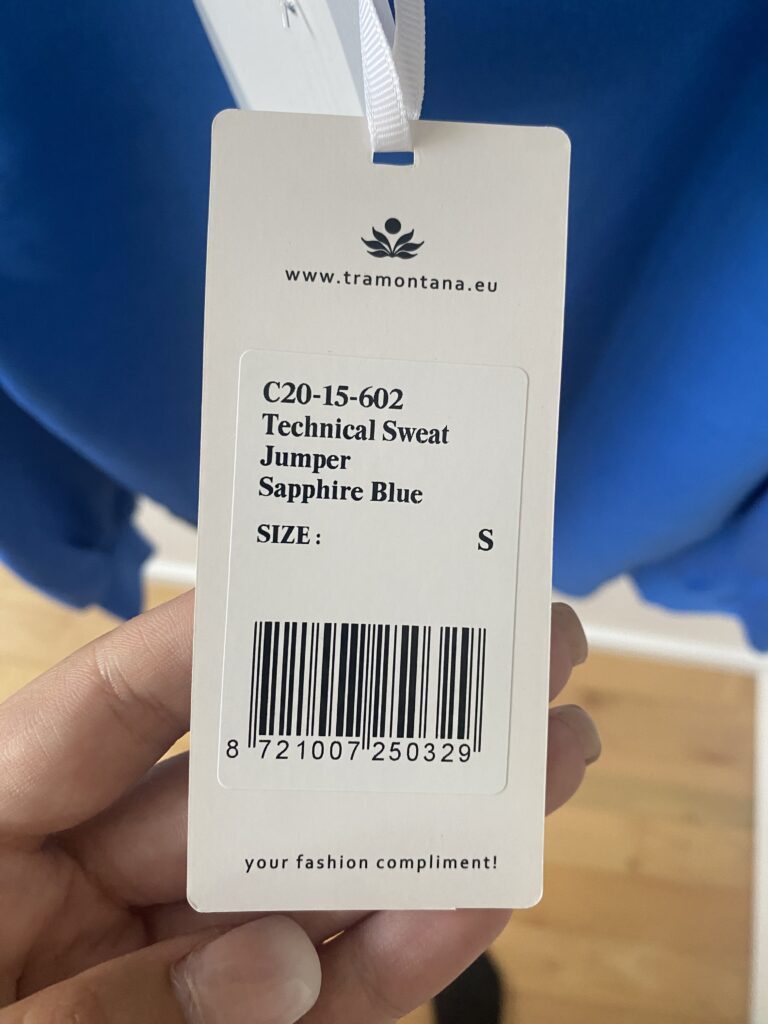 www.tramontana.eu
C20-15-602
Technical Sweat
Jumper
Sapphire Blue
SIZE : S
8 721007 250329
your fashion compliment!